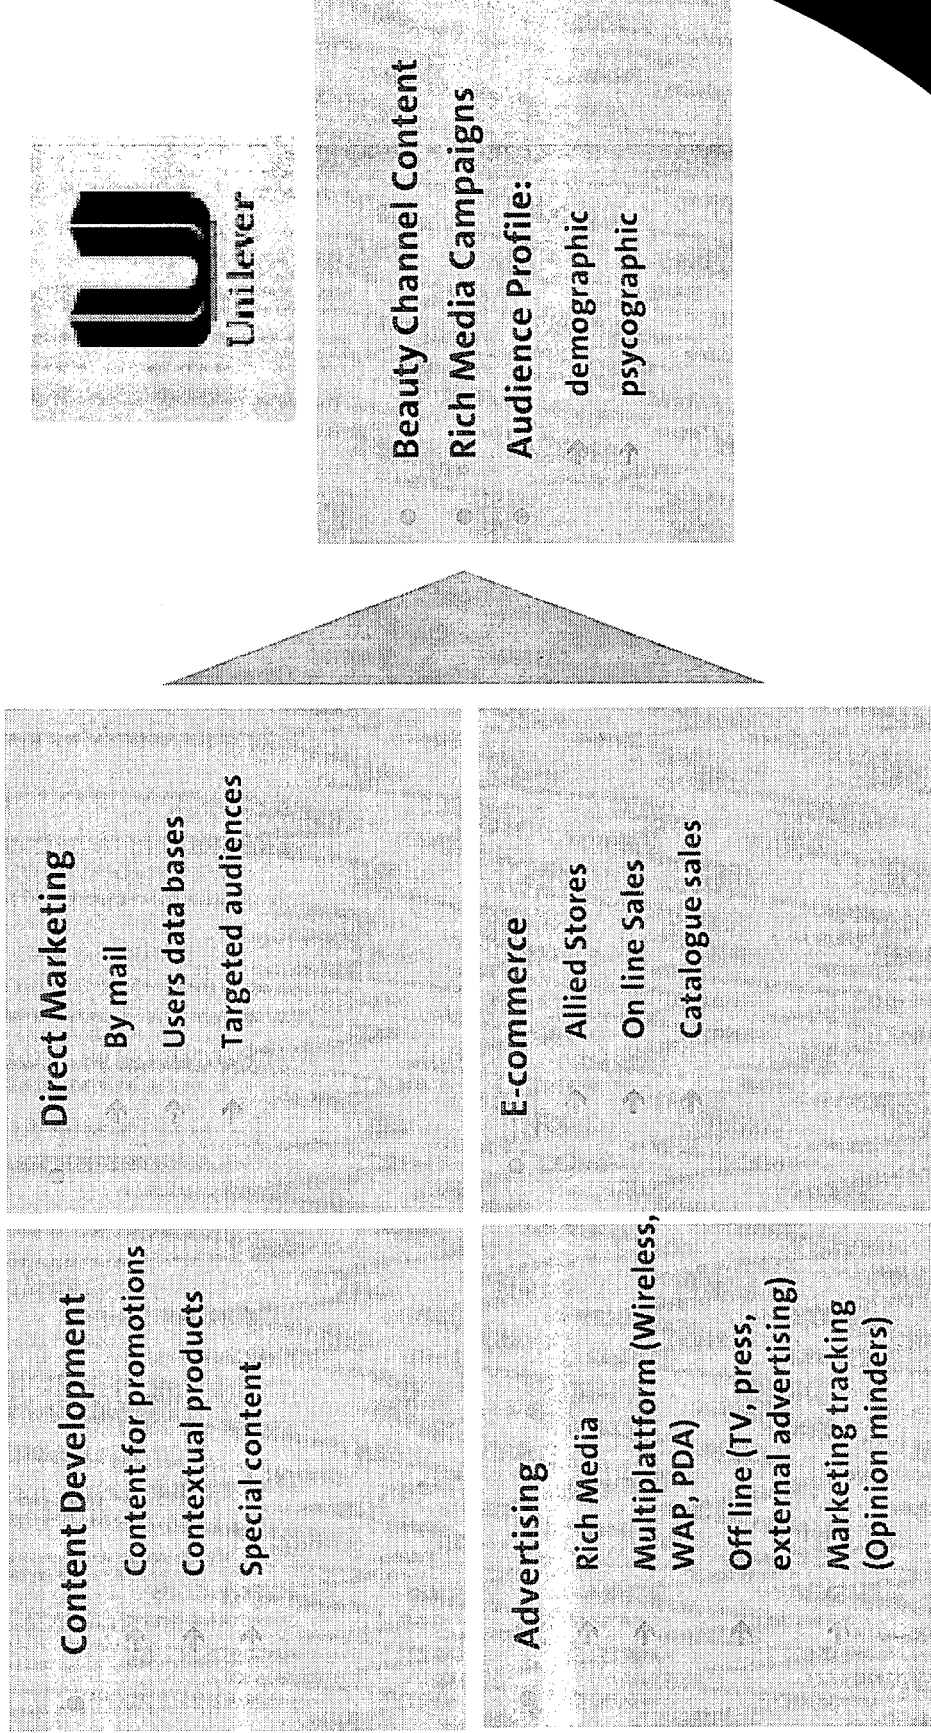 Content Development
Content for promotions
Contextual products
Special content
Direct Marketing
By mail
Users data bases
Targeted audiences
Advertising
Rich Media
Multiplattform (Wireless,
WAP, PDA)
Off line (TV, press,
external advertising)
Marketing tracking
(Opinion minders)
E-commerce
Allied Stores
On line Sales
Catalogue sales
Unilever
Beauty Channel Content
Rich Media Campaigns
Audience Profile:
demographic
psycographic